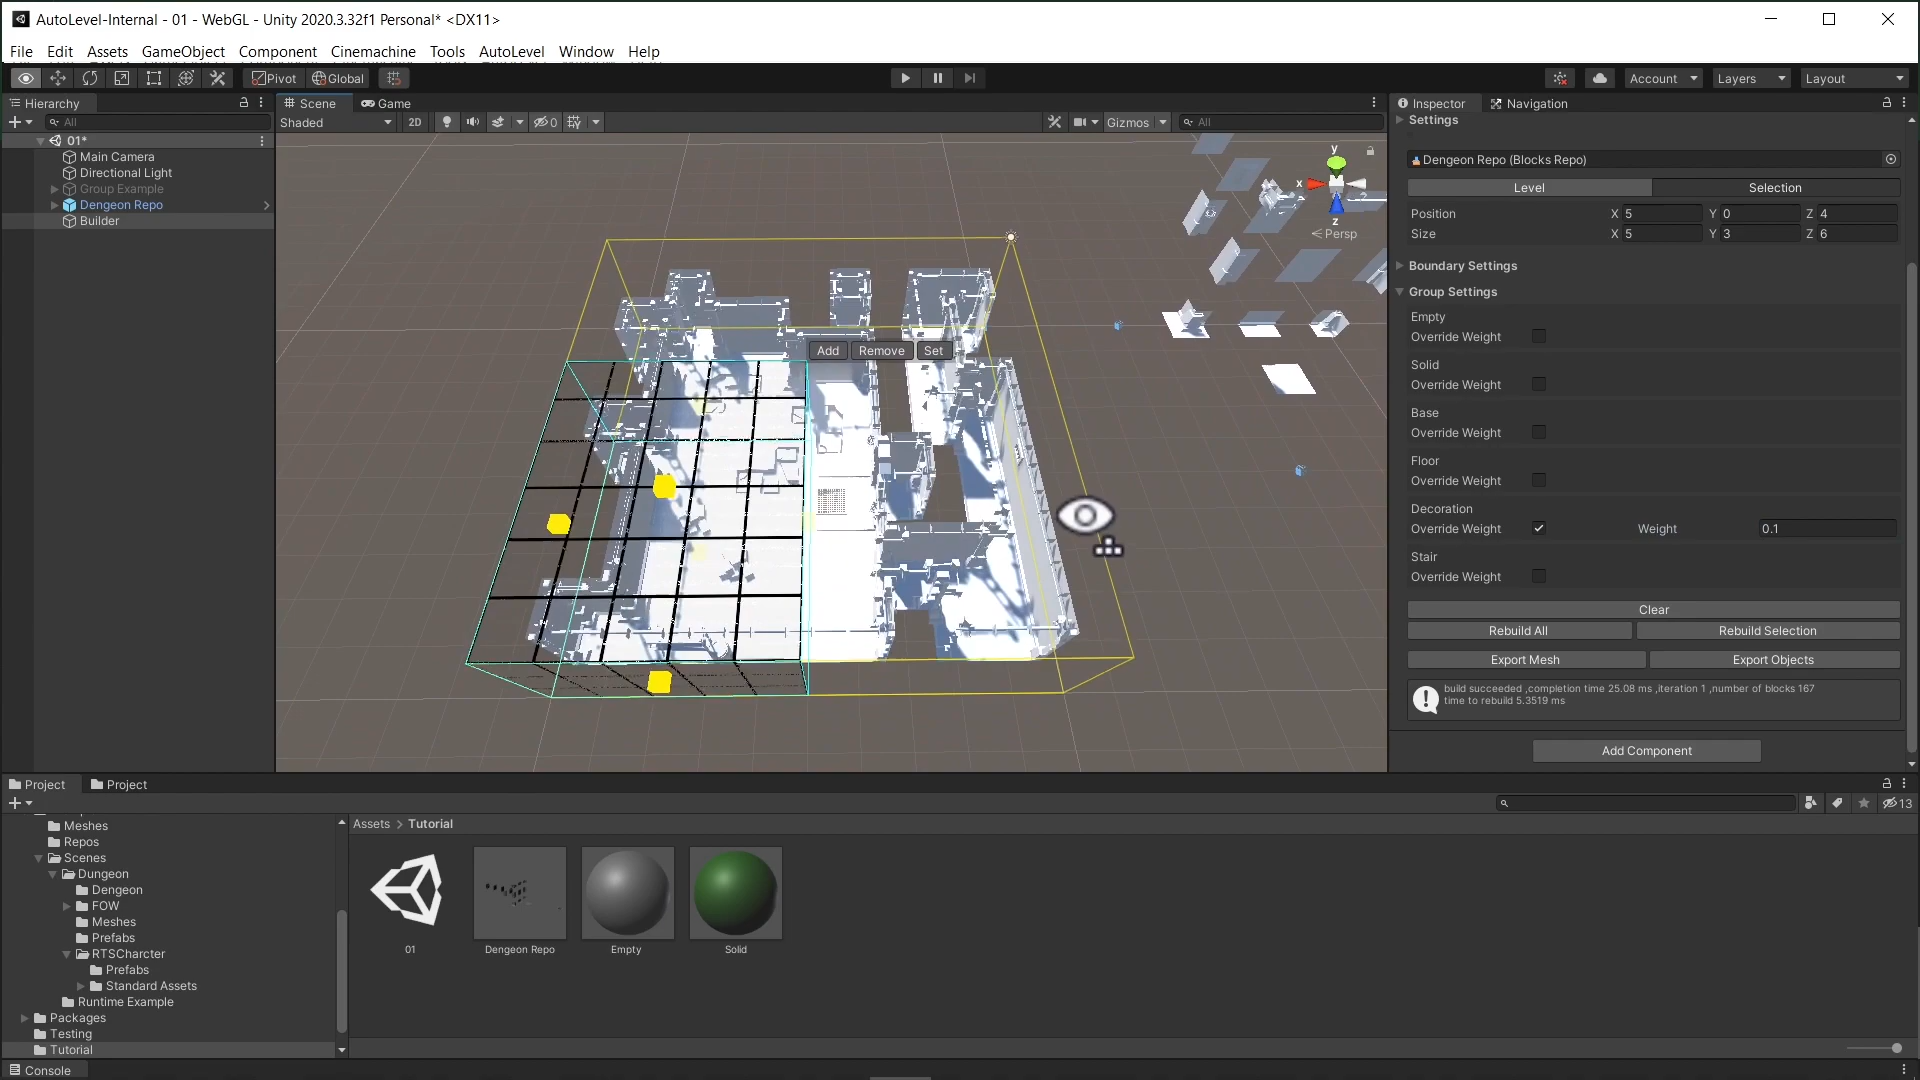 AutoLevel-Internal - 01 - WebGL - Unity 2020.3.32f1 Personal* <DX11>
File Edit Assets GameObject Component Cinemachine Tools AutoLevel Window Help
Pivot Global Account Layers Layout
Hierarchy
All
01*
Main Camera
Directional Light
Group Example
Dengeon Repo
Builder
Scene Game
Shaded 2D 0 Gizmos All
y
x
z
Persp
Add Remove Set
Inspector Navigation
Settings
Dengeon Repo (Blocks Repo)
Level Selection
Position X 5 Y 0 Z 4
Size X 5 Y 3 Z 6
Boundary Settings
Group Settings
Empty
Override Weight
Solid
Override Weight
Base
Override Weight
Floor
Override Weight
Decoration
Override Weight Weight 0.1
Stair
Override Weight
Clear
Rebuild All Rebuild Selection
Export Mesh Export Objects
build succeeded ,completion time 25.08 ms ,iteration 1 ,number of blocks 167
time to rebuild 5.3519 ms
Add Component
Project Project
13
Meshes
Repos
Scenes
Dungeon
Dengeon
FOW
Meshes
Prefabs
RTSCharcter
Prefabs
Standard Assets
Runtime Example
Packages
Testing
Tutorial
Assets > Tutorial
01 Dengeon Repo Empty Solid
Console